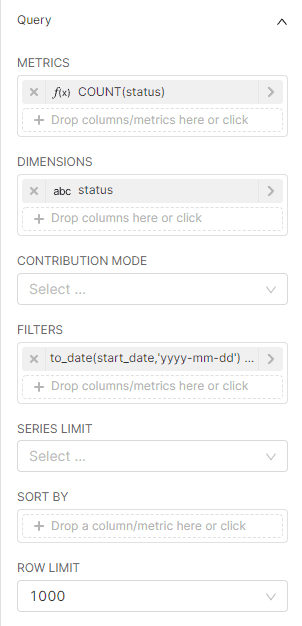 Query
METRICS
f(x) COUNT(status)
Drop columns/metrics here or click
DIMENSIONS
abc status
Drop columns here or click
CONTRIBUTION MODE
Select ...
FILTERS
to_date(start_date,'yyyy-mm-dd') ...
Drop columns/metrics here or click
SERIES LIMIT
Select ...
SORT BY
Drop a column/metric here or click
ROW LIMIT
1000